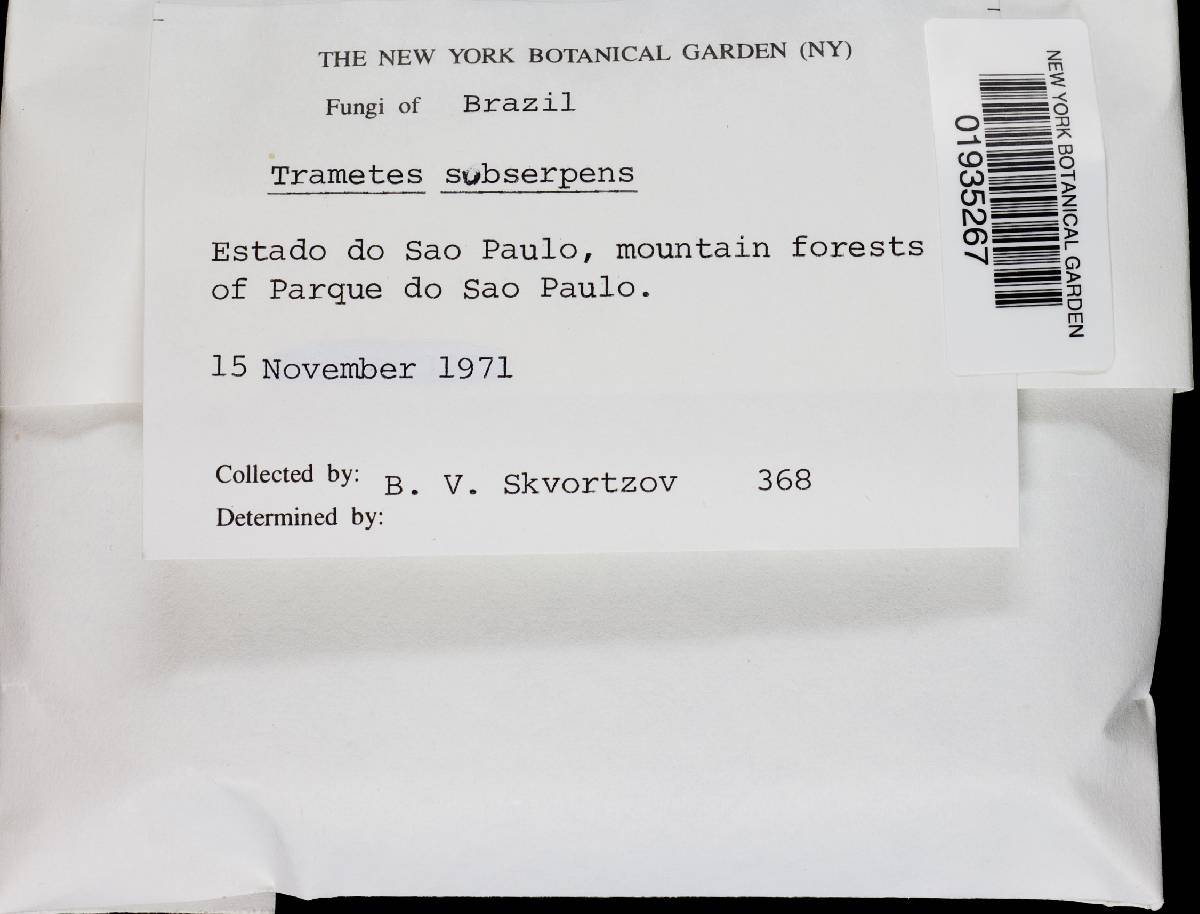 THE NEW YORK BOTANICAL GARDEN (NY)
Fungi of Brazil
Trametes subserpens
Estado do Sao Paulo, mountain forests
of Parque do Sao Paulo.
15 November 1971
Collected by: B. V. Skvortzov 368
Determined by:
NEW YORK BOTANICAL GARDEN
01935267